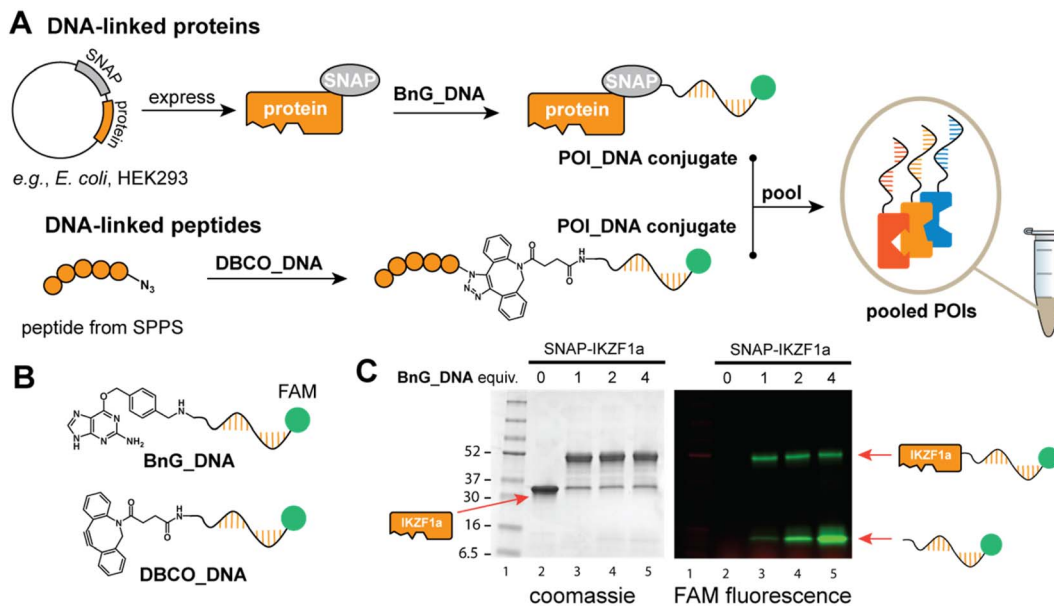 A DNA-linked proteins
SNAP
protein
e.g., E. coli, HEK293
express
SNAP
protein
BnG_DNA
SNAP
protein
POI_DNA conjugate
pool
pooled POIs
DNA-linked peptides
N3
peptide from SPPS
DBCO_DNA
N
N=N
N
O
O
H
N
POI_DNA conjugate
B
FAM
O
H
N
N
N
N
H
N
NH2
BnG_DNA
N
O
O
H
N
DBCO_DNA
C
SNAP-IKZF1a
SNAP-IKZF1a
BnG_DNA equiv. 0 1 2 4
0 1 2 4
52
37
30
16
6.5
IKZF1a
IKZF1a
1 2 3 4 5
1 2 3 4 5
coomassie
FAM fluorescence